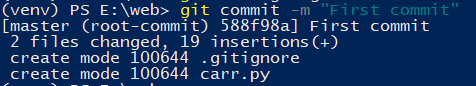 (venv) PS E:\web> git commit -m "First commit"
[master (root-commit) 588f98a] First commit
 2 files changed, 19 insertions(+)
 create mode 100644 .gitignore
 create mode 100644 carr.py